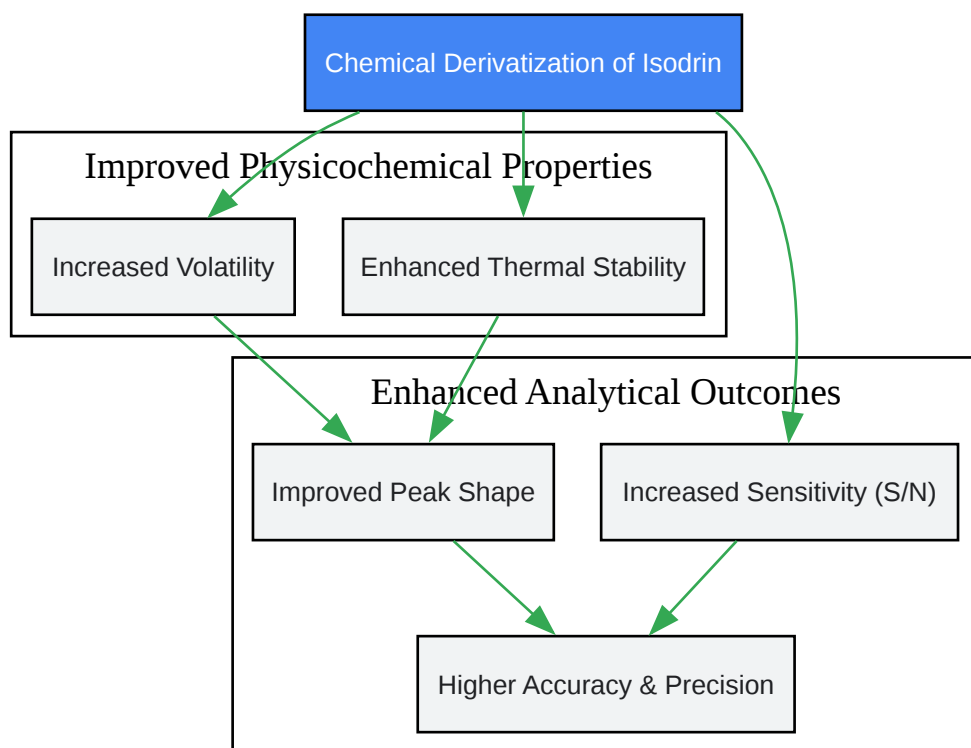 Chemical Derivatization of Isodrin
Improved Physicochemical Properties
Increased Volatility
Enhanced Thermal Stability
Enhanced Analytical Outcomes
Improved Peak Shape
Increased Sensitivity (S/N)
Higher Accuracy & Precision